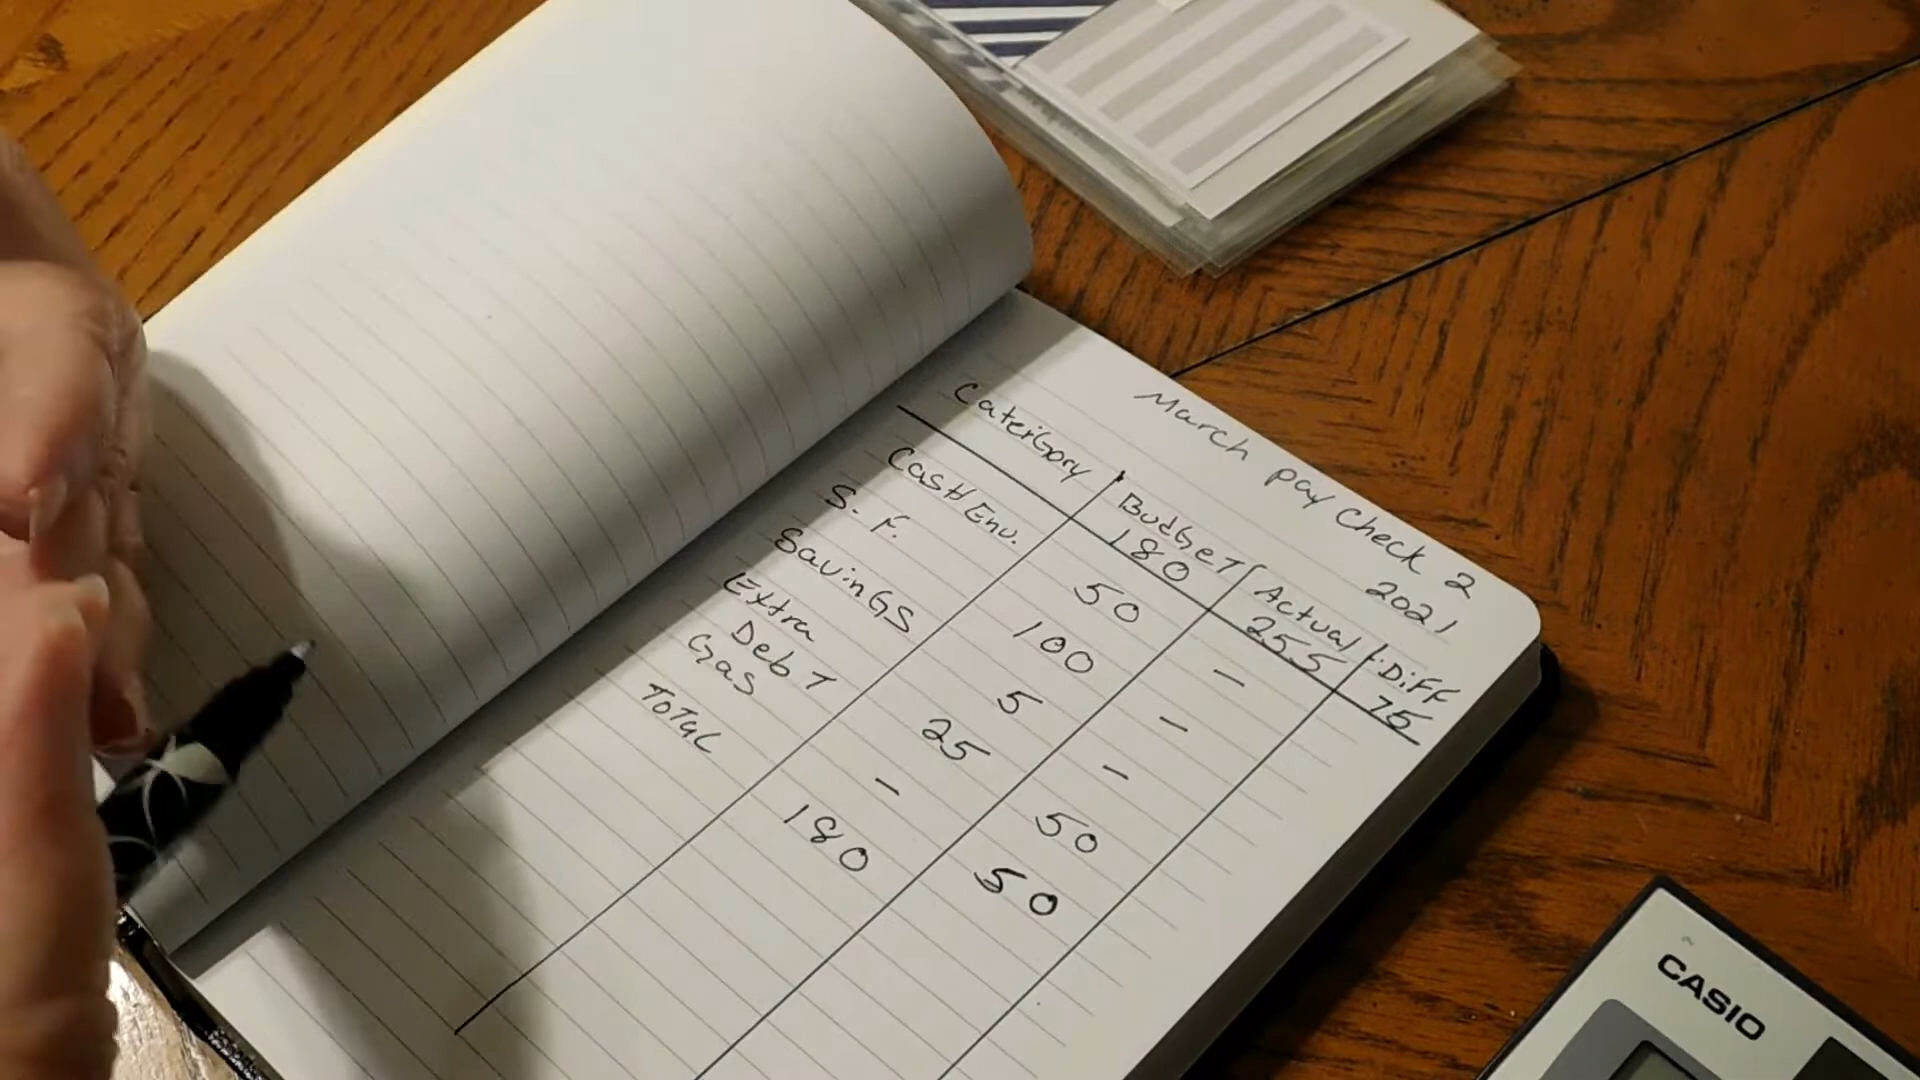 March pay Check 2
2021
CaterGory Budget Actual Diff
180 255 75
Cash Env. 50 -
S. F. 100 -
SavinGS 5 -
Extra
DebT 25 50
Gas - 50
ToTaL 180
CASIO